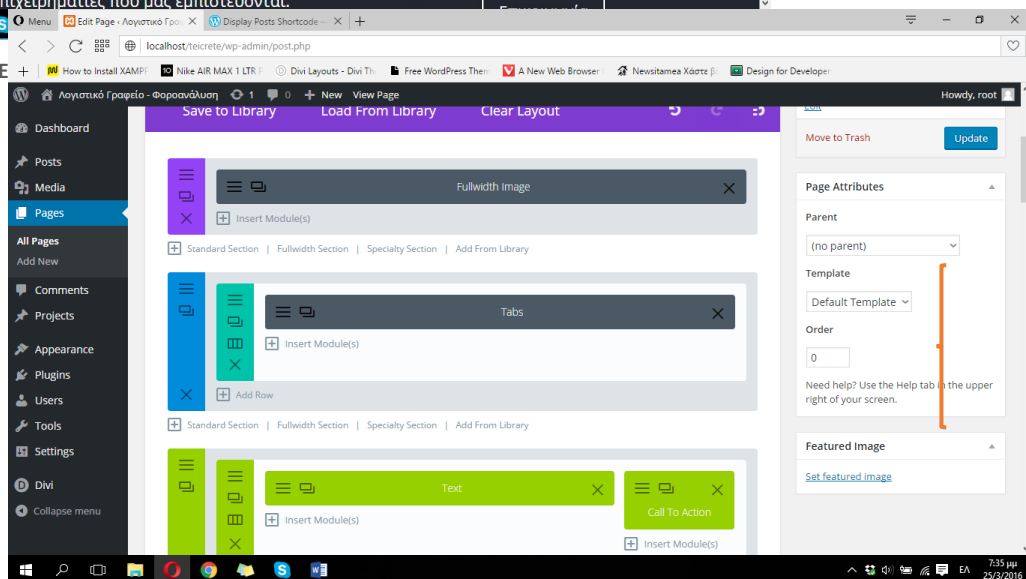 πιχειρηματίες που μας εμπιστεύονται.
Menu
Edit Page ‹ Λογιστικό Γρα
Display Posts Shortcode —
localhost/teicrete/wp-admin/post.php
How to Install XAMPP
Nike AIR MAX 1 LTR
Divi Layouts - Divi Th
Free WordPress Them
A New Web Browser
Newsitamea Χάστε βα
Design for Developer
Λογιστικό Γραφείο - Φοροανάλυση 1 0 + New View Page
Howdy, root
Dashboard
Posts
Media
Pages
All Pages
Add New
Comments
Projects
Appearance
Plugins
Users
Tools
Settings
Divi
Collapse menu
Save to Library Load From Library Clear Layout
Fullwidth Image
Insert Module(s)
Standard Section | Fullwidth Section | Specialty Section | Add From Library
Tabs
Insert Module(s)
Add Row
Standard Section | Fullwidth Section | Specialty Section | Add From Library
Text
Insert Module(s)
Call To Action
Insert Module(s)
Edit
Move to Trash
Update
Page Attributes
Parent
(no parent)
Template
Default Template
Order
0
Need help? Use the Help tab in the upper
right of your screen.
Featured Image
Set featured image
ΕΛ
7:35 μμ
25/3/2016